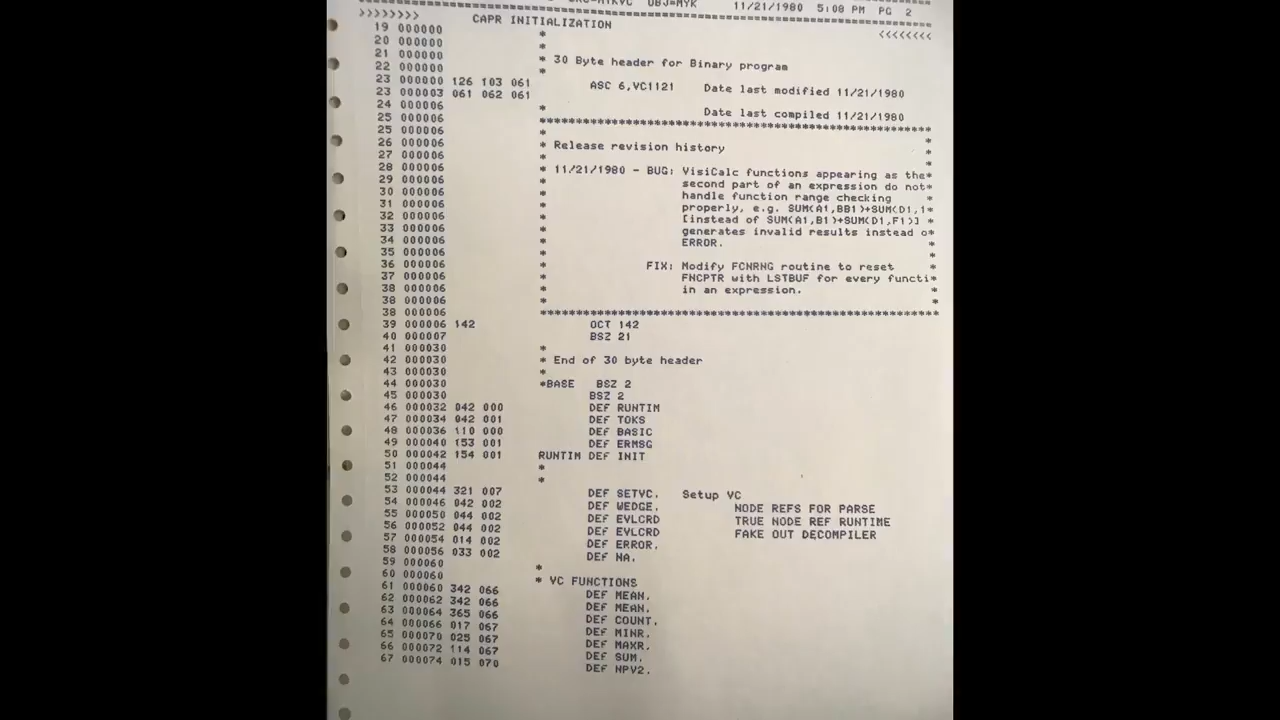 SRC=MYKVC OBJ=MYK 11/21/1980 5:08 PM PG 2
>>>>>>>> CAPR INITIALIZATION <<<<<<<<
19 000000 *
20 000000 *
21 000000 * 30 Byte header for Binary program
22 000000 *
23 000000 126 103 061 ASC 6,VC1121 Date last modified 11/21/1980
23 000003 061 062 061
24 000006 * Date last compiled 11/21/1980
25 000006 ******************************************************
25 000006 * *
26 000006 * Release revision history *
27 000006 * *
28 000006 * 11/21/1980 - BUG: VisiCalc functions appearing as the*
29 000006 * second part of an expression do not*
30 000006 * handle function range checking *
31 000006 * properly, e.g. SUM(A1,BB1)+SUM(D1,1*
32 000006 * [instead of SUM(A1,B1)+SUM(D1,F1)] *
33 000006 * generates invalid results instead o*
34 000006 * ERROR. *
35 000006 * *
36 000006 * FIX: Modify FCNRNG routine to reset *
37 000006 * FNCPTR with LSTBUF for every functi*
38 000006 * in an expression. *
38 000006 * *
38 000006 ******************************************************
39 000006 142 OCT 142
40 000007 BSZ 21
41 000030 *
42 000030 * End of 30 byte header
43 000030 *
44 000030 *BASE BSZ 2
45 000030 BSZ 2
46 000032 042 000 DEF RUNTIM
47 000034 042 001 DEF TOKS
48 000036 110 000 DEF BASIC
49 000040 153 001 DEF ERMSG
50 000042 154 001 RUNTIM DEF INIT
51 000044 *
52 000044 *
53 000044 321 007 DEF SETVC. Setup VC
54 000046 042 002 DEF WEDGE. NODE REFS FOR PARSE
55 000050 044 002 DEF EVLCRD TRUE NODE REF RUNTIME
56 000052 044 002 DEF EVLCRD FAKE OUT DECOMPILER
57 000054 014 002 DEF ERROR.
58 000056 033 002 DEF NA.
59 000060 *
60 000060 * VC FUNCTIONS
61 000060 342 066 DEF MEAN.
62 000062 342 066 DEF MEAN.
63 000064 365 066 DEF COUNT.
64 000066 017 067 DEF MINR.
65 000070 025 067 DEF MAXR.
66 000072 114 067 DEF SUM.
67 000074 015 070 DEF NPV2.